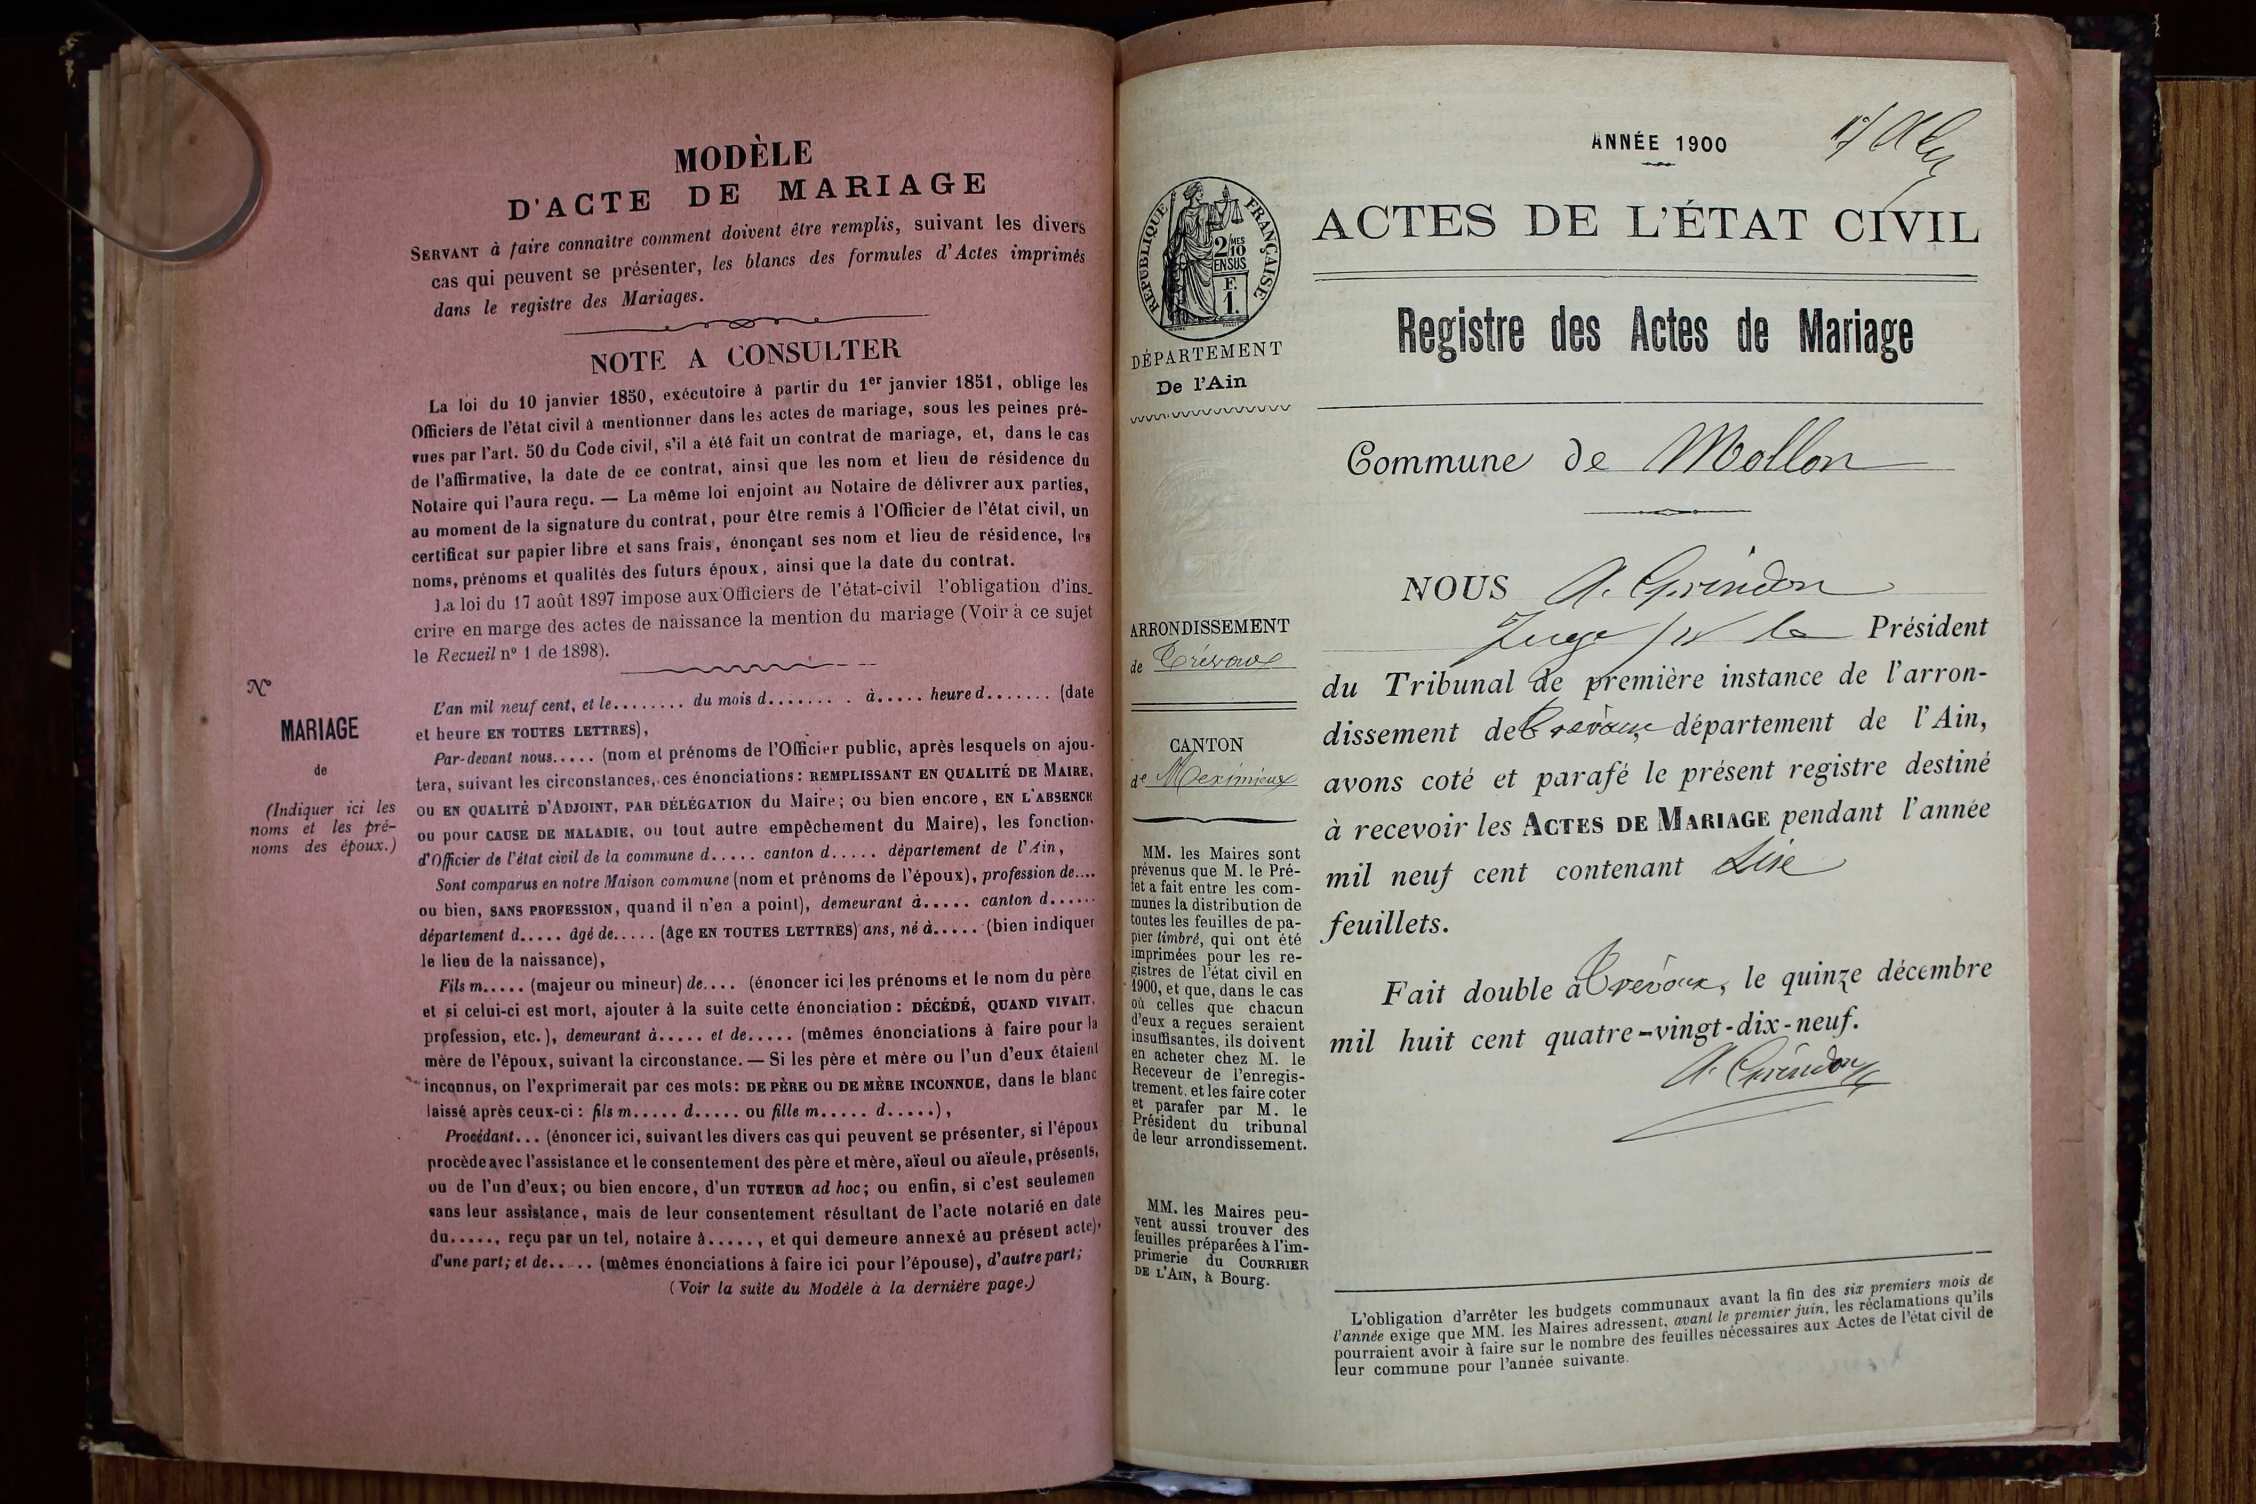 MODÈLE
D'ACTE DE MARIAGE
SERVANT à faire connaître comment doivent être remplis, suivant les divers
cas qui peuvent se présenter, les blancs des formules d'Actes imprimés
dans le registre des Mariages.
NOTE A CONSULTER
La loi du 10 janvier 1850, exécutoire à partir du 1er janvier 1851, oblige les
Officiers de l'état civil à mentionner dans les actes de mariage, sous les peines pré-
vues par l'art. 50 du Code civil, s'il a été fait un contrat de mariage, et, dans le cas
de l'affirmative, la date de ce contrat, ainsi que les nom et lieu de résidence du
Notaire qui l'aura reçu. — La même loi enjoint au Notaire de délivrer aux parties,
au moment de la signature du contrat, pour être remis à l'Officier de l'état civil, un
certificat sur papier libre et sans frais, énonçant ses nom et lieu de résidence, les
noms, prénoms et qualités des futurs époux, ainsi que la date du contrat.
La loi du 17 août 1897 impose aux Officiers de l'état-civil l'obligation d'ins-
crire en marge des actes de naissance la mention du mariage (Voir à ce sujet
le Recueil n° 1 de 1898).
N°
MARIAGE
de
(Indiquer ici les
noms et les pré-
noms des époux.)
L'an mil neuf cent, et le........ du mois d........ à..... heure d....... (date
et heure EN TOUTES LETTRES),
Par-devant nous..... (nom et prénoms de l'Officier public, après lesquels on ajou-
tera, suivant les circonstances, ces énonciations: REMPLISSANT EN QUALITÉ DE MAIRE,
OU EN QUALITÉ D'ADJOINT, PAR DÉLÉGATION du Maire; ou bien encore, EN L'ABSENCE
ou pour CAUSE DE MALADIE, ou tout autre empêchement du Maire), les fonction-
d'Officier de l'état civil de la commune d..... canton d..... département de l'Ain,
Sont comparus en notre Maison commune (nom et prénoms de l'époux), profession de....
ou bien, SANS PROFESSION, quand il n'en a point), demeurant à..... canton d......
département d..... âgé de..... (âge EN TOUTES LETTRES) ans, né à..... (bien indiquer
le lieu de la naissance),
Fils m..... (majeur ou mineur) de.... (énoncer ici les prénoms et le nom du père
et si celui-ci est mort, ajouter à la suite cette énonciation: DÉCÉDÉ, QUAND VIVAIT,
profession, etc.), demeurant à..... et de..... (mêmes énonciations à faire pour la
mère de l'époux, suivant la circonstance. — Si les père et mère ou l'un d'eux étaient
inconnus, on l'exprimerait par ces mots: DE PÈRE OU DE MÈRE INCONNUE, dans le blanc
laissé après ceux-ci: fils m..... d..... ou fille m..... d.....),
Procédant... (énoncer ici, suivant les divers cas qui peuvent se présenter, si l'époux
procède avec l'assistance et le consentement des père et mère, aïeul ou aïeule, présents,
ou de l'un d'eux; ou bien encore, d'un TUTEUR ad hoc; ou enfin, si c'est seulemen
sans leur assistance, mais de leur consentement résultant de l'acte notarié en date
du....., reçu par un tel, notaire à....., et qui demeure annexé au présent acte),
d'une part; et de..... (mêmes énonciations à faire ici pour l'épouse), d'autre part;
(Voir la suite du Modèle à la dernière page.)
ANNÉE 1900
RÉPUBLIQUE FRANÇAISE
2 MES
10
EN SUS
F.
1.
ACTES DE L'ÉTAT CIVIL
Registre des Actes de Mariage
DÉPARTEMENT
De l'Ain
Commune de Mollon
NOUS A. Grindon
Juge Président
du Tribunal de première instance de l'arron-
dissement de Trévoux, département de l'Ain,
avons coté et parafé le présent registre destiné
à recevoir les ACTES DE MARIAGE pendant l'année
mil neuf cent contenant
feuillets.
Fait double à Trévoux, le quinze décembre
mil huit cent quatre-vingt-dix-neuf.
A. Grindon
ARRONDISSEMENT
de Trévoux
CANTON
de Meximieux
MM. les Maires sont
prévenus que M. le Pré-
fet a fait entre les com-
munes la distribution de
toutes les feuilles de pa-
pier timbré, qui ont été
imprimées pour les re-
gistres de l'état civil en
1900, et que, dans le cas
où celles que chacun
d'eux a reçues seraient
insuffisantes, ils doivent
en acheter chez M. le
Receveur de l'enregis-
trement, et les faire coter
et parafer par M. le
Président du tribunal
de leur arrondissement.
MM. les Maires peu-
vent aussi trouver des
feuilles préparées à l'im-
primerie du COURRIER
DE L'AIN, à Bourg.
L'obligation d'arrêter les budgets communaux avant la fin des six premiers mois de
l'année exige que MM. les Maires adressent, avant le premier juin, les réclamations qu'ils
pourraient avoir à faire sur le nombre des feuilles nécessaires aux Actes de l'état civil de
leur commune pour l'année suivante.